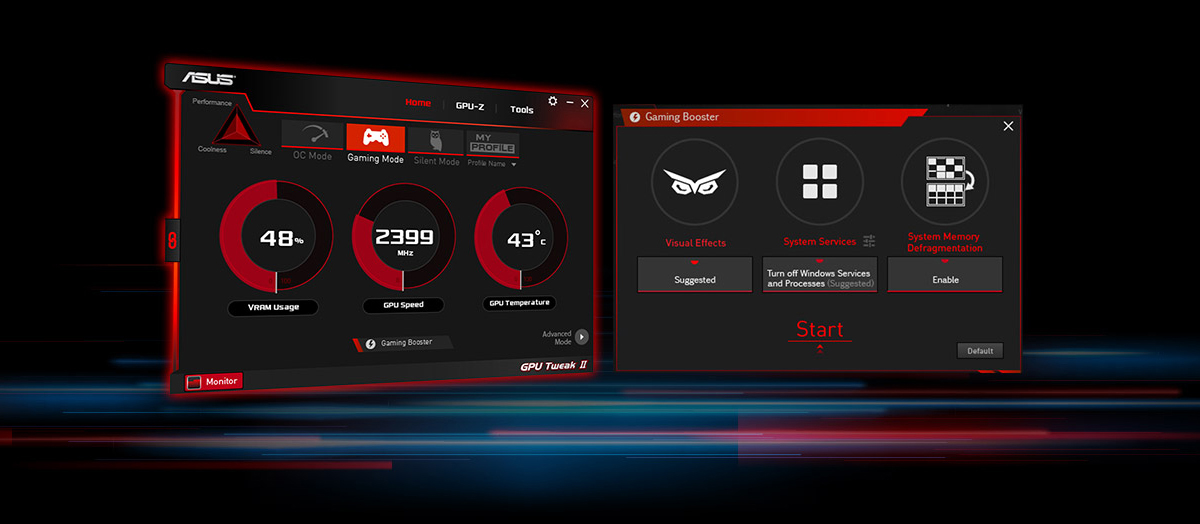 ASUS
Home
GPU-Z
Tools
Performance
Coolness
Silence
OC Mode
Gaming Mode
Silent Mode
MY
PROFILE
Profile Name
48%
VRAM Usage
2399
MHz
GPU Speed
43°C
GPU Temperature
Gaming Booster
Advanced
Mode
GPU Tweak II
Monitor
Gaming Booster
Visual Effects
Suggested
System Services
Turn off Windows Services
and Processes (Suggested)
System Memory
Defragmentation
Enable
Start
Default